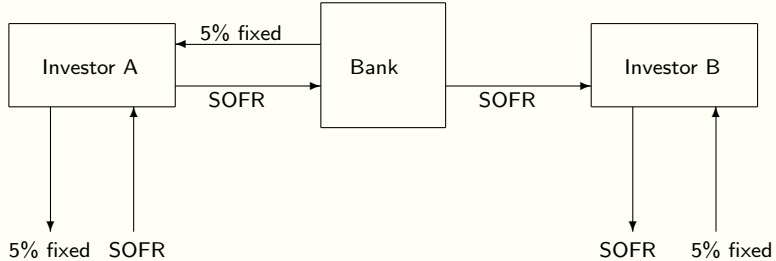 5% fixed
Investor A
Bank
Investor B
SOFR
SOFR
5% fixed
SOFR
SOFR
5% fixed